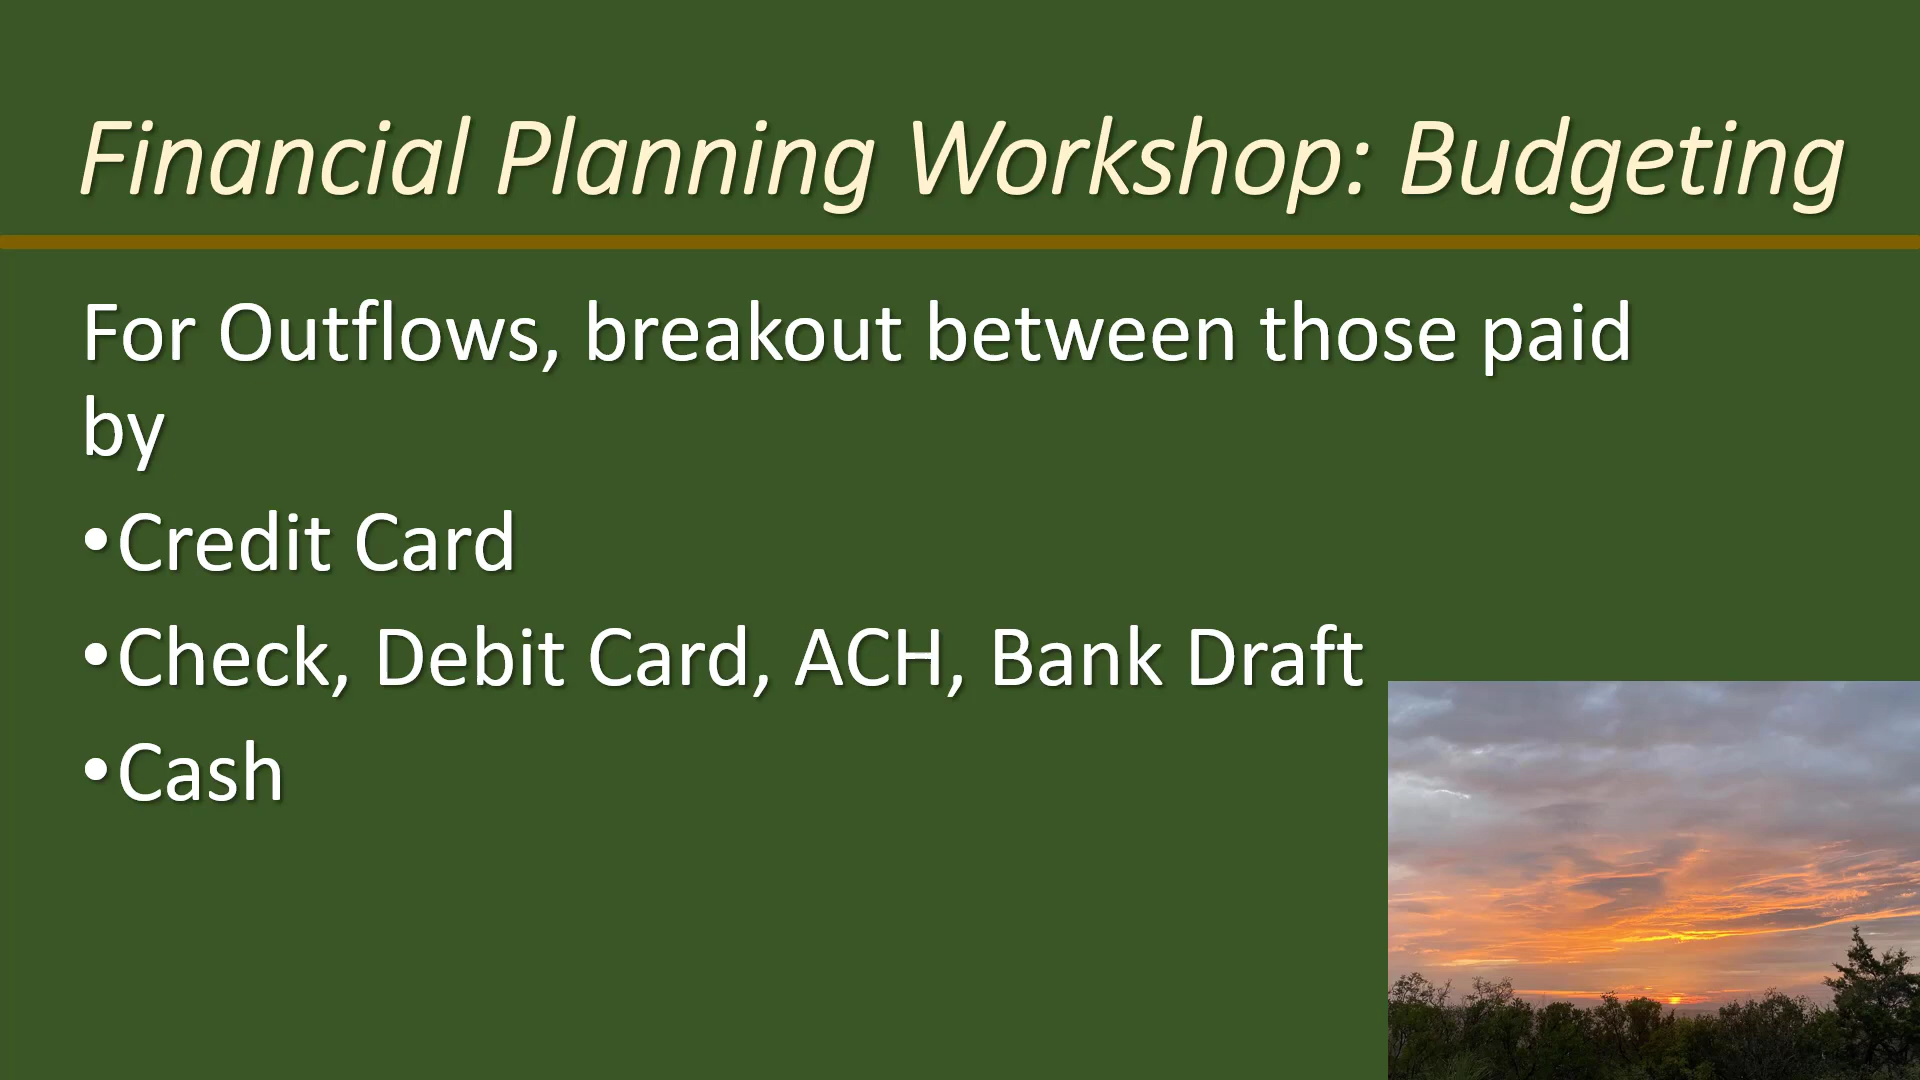 Financial Planning Workshop: Budgeting
For Outflows, breakout between those paid
by
•Credit Card
•Check, Debit Card, ACH, Bank Draft
•Cash